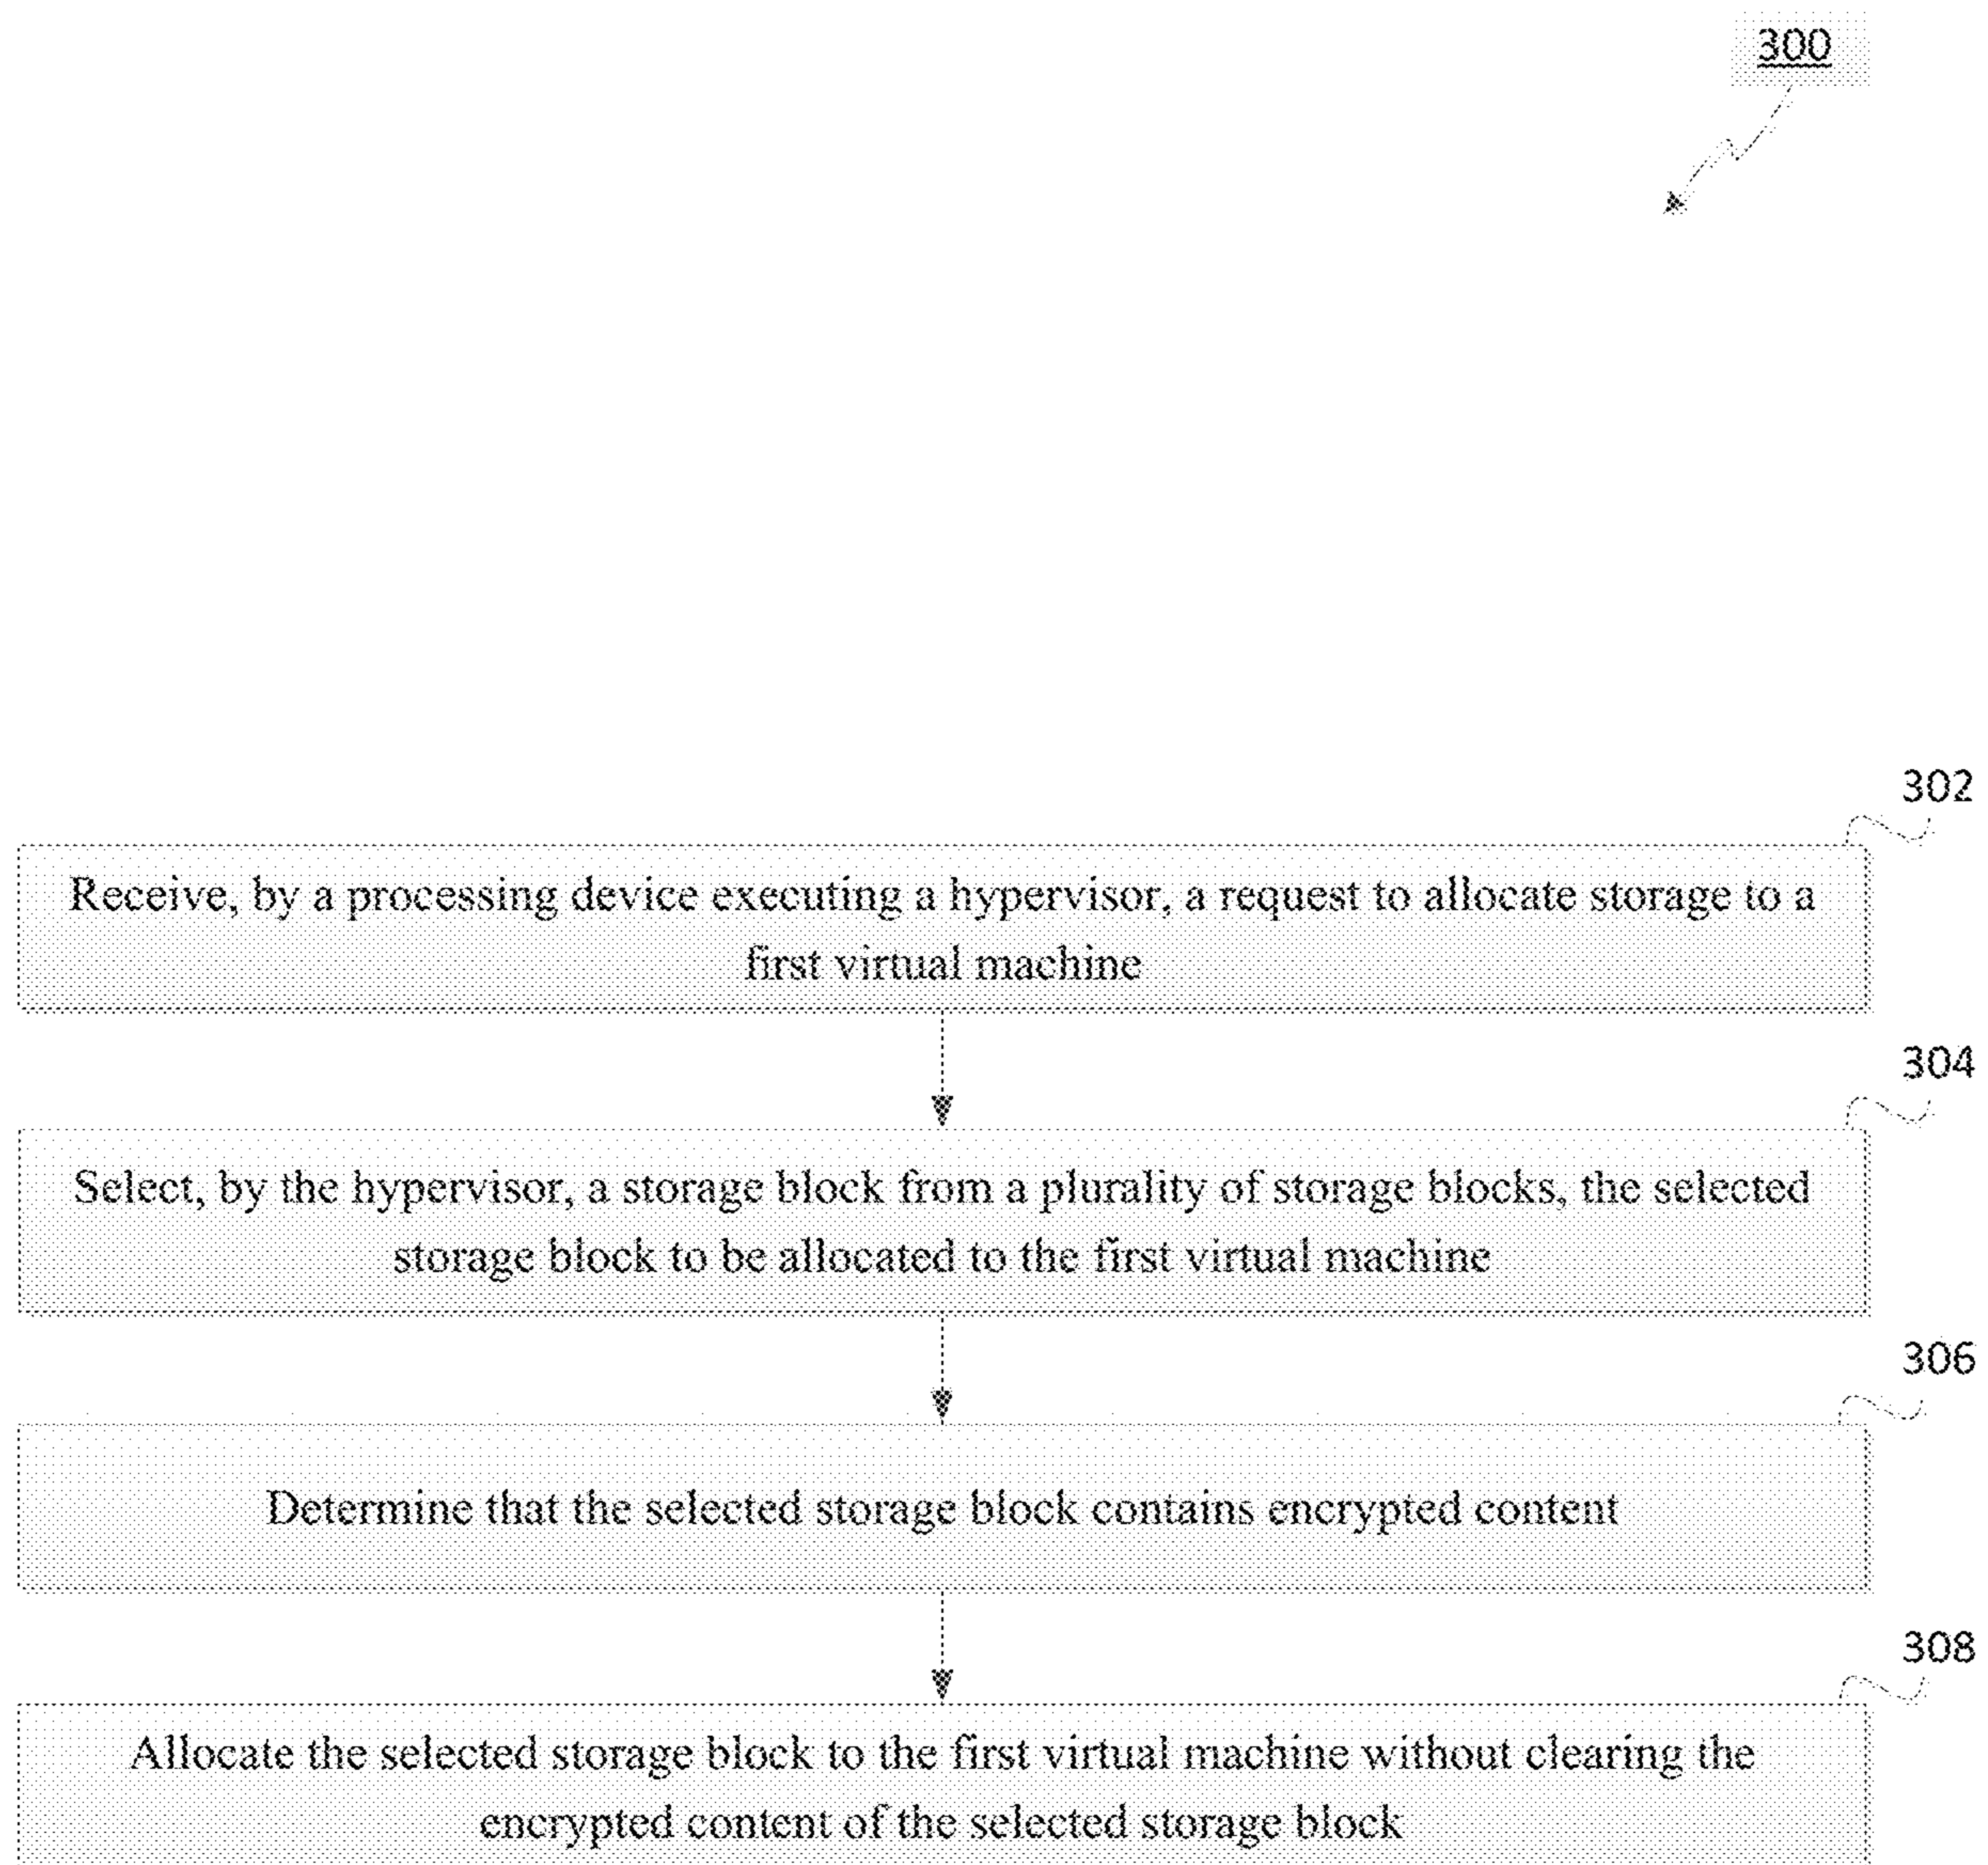 300
302
Receive, by a processing device executing a hypervisor, a request to allocate storage to a
first virtual machine
304
Select, by the hypervisor, a storage block from a plurality of storage blocks, the selected
storage block to be allocated to the first virtual machine
306
Determine that the selected storage block contains encrypted content
308
Allocate the selected storage block to the first virtual machine without clearing the
encrypted content of the selected storage block